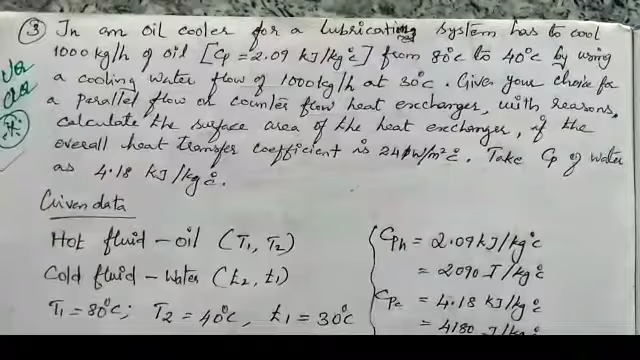 ③ In an oil cooler for a lubricating system has to cool
1000 kg/h of oil [Cp = 2.09 kJ/kg°c] from 80°c to 40°c by using
a cooling water flow of 1000 kg/h at 30°c. Given your choice for
a parallel flow or counter flow heat exchanger, with reasons,
calculate the surface area of the heat exchanger, if the
overall heat transfer coefficient is 24 W/m²°c. Take Cp of water
as 4.18 kJ/kg°c.
Given data
Hot fluid - oil (T₁, T₂)
Cold fluid - Water (t₂, t₁)
T₁ = 80°c; T₂ = 40°c, t₁ = 30°c
Cph = 2.09 kJ/kg°c
= 2090 J/kg°c
Cpc = 4.18 kJ/kg°c
= 4180 J/kg°c